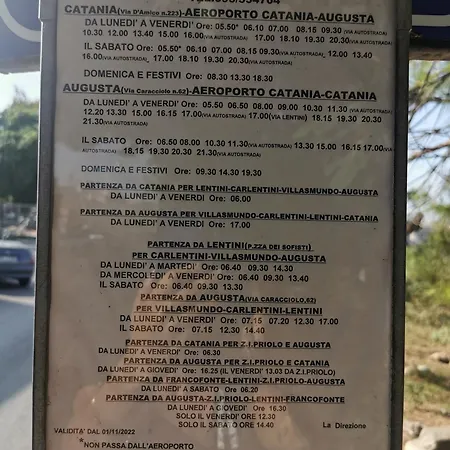 CATANIA(Via D'Amico n.223)-AEROPORTO CATANIA-AUGUSTA
DA LUNEDI' A VENERDI' Ore: 05.50* 06.10 07.00 08.15 09.30(VIA AUTOSTRADA)
10.30 12.00 13.00 14.00 15.00 16.00(VIA AUTOSTRADA)** 17.00 18.10 19.30 20.30(VIA AUTOSTRADA)
IL SABATO Ore: 05.50* 06.10 07.00 08.15 09.30(VIA AUTOSTRADA)* 12.00 13.40
16.00(VIA AUTOSTRADA)* 17.00 18.10 20.30(VIA AUTOSTRADA)
DOMENICA E FESTIVI Ore: 08.30 13.30 18.30
AUGUSTA(Via Caracciolo n.62)-AEROPORTO CATANIA-CATANIA
DA LUNEDI' A VENERDI' Ore: 05.50 06.50 08.00 09.00 10.30 11.30(VIA AUTOSTRADA)
12.20 13.30 15.00 16.15 17.00(VIA AUTOSTRADA) 17.00(VIA LENTINI) 18.15 19.30 20.30
21.30(VIA AUTOSTRADA)
IL SABATO Ore: 06.50 08.00 10.30 11.30(VIA AUTOSTRADA) 13.30 15.00 16.15 17.00(VIA AUTOSTRADA)
18.15 19.30 20.30 21.30(VIA AUTOSTRADA)
DOMENICA E FESTIVI Ore: 09.30 14.30 19.30
PARTENZA DA CATANIA PER LENTINI-CARLENTINI-VILLASMUNDO-AUGUSTA
DA LUNEDI' A VENERDI' Ore: 06.00
PARTENZA DA AUGUSTA PER VILLASMUNDO-CARLENTINI-LENTINI-CATANIA
DA LUNEDI' A VENERDI' Ore: 17.00
PARTENZA DA LENTINI(P.ZZA DEI SOFISTI)
PER CARLENTINI-VILLASMUNDO-AUGUSTA
DA LUNEDI' A MARTEDI' Ore: 06.40 09.30 14.30
DA MERCOLEDI' A VENERDI' Ore: 06.40 09.30 13.30
IL SABATO Ore: 06.40 09.30 13.30
PARTENZA DA AUGUSTA(VIA CARACCIOLO,62)
PER VILLASMUNDO-CARLENTINI-LENTINI
DA LUNEDI' A VENERDI' Ore: 07.15 07.20 12.30 17.00
IL SABATO Ore: 07.15 12.30 14.40
PARTENZA DA CATANIA PER Z.I.PRIOLO E AUGUSTA
DA LUNEDI' A VENERDI' Ore: 06.30
PARTENZA DA AUGUSTA PER Z.I.PRIOLO E CATANIA
DA LUNEDI' A GIOVEDI' Ore: 16.25 (IL VENERDI' 13.03 DA Z.I.PRIOLO)
PARTENZA DA FRANCOFONTE-LENTINI-Z.I.PRIOLO-AUGUSTA
DA LUNEDI' A SABATO Ore: 06.20
PARTENZA DA AUGUSTA-Z.I.PRIOLO-LENTINI-FRANCOFONTE
DA LUNEDI' A GIOVEDI' Ore 16.30
SOLO IL VENERDI' ORE 12.30
SOLO IL SABATO ORE 14.40
La Direzione
VALIDITA' DAL 01/11/2022
*NON PASSA DALL'AEROPORTO